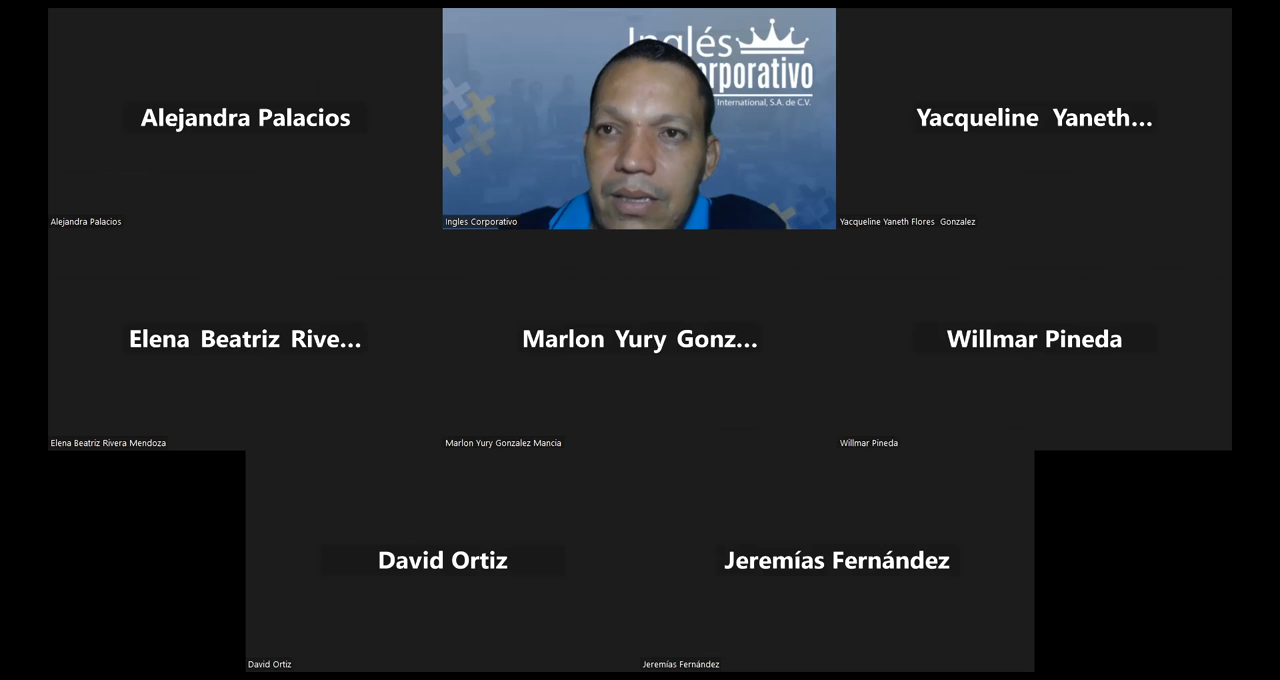 Alejandra Palacios
Alejandra Palacios
Inglés
rporativo
International, S.A. de C.V.
Ingles Corporativo
Yacqueline Yaneth...
Yacqueline Yaneth Flores Gonzalez
Elena Beatriz Rive...
Elena Beatriz Rivera Mendoza
Marlon Yury Gonz...
Marlon Yury Gonzalez Mancia
Willmar Pineda
Willmar Pineda
David Ortiz
David Ortiz
Jeremías Fernández
Jeremías Fernández